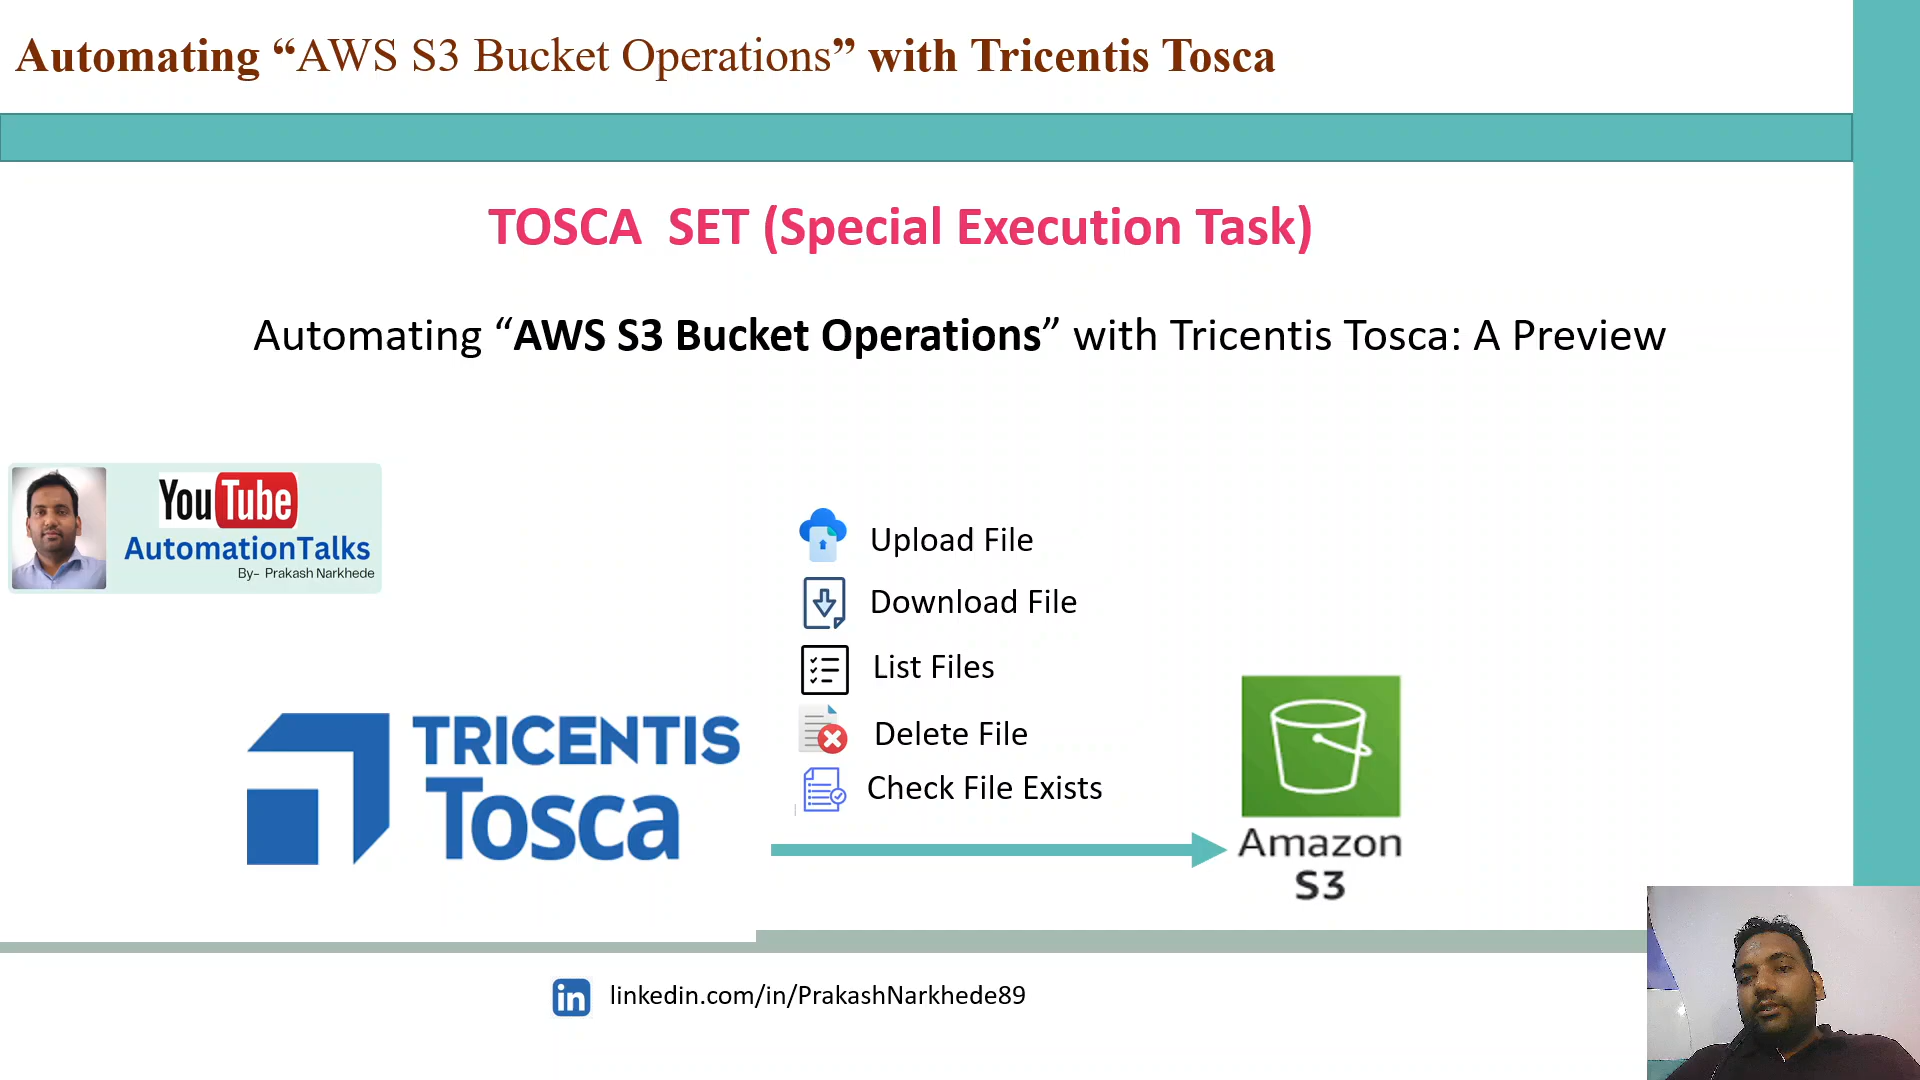 Automating “AWS S3 Bucket Operations” with Tricentis Tosca
TOSCA SET (Special Execution Task)
Automating “AWS S3 Bucket Operations” with Tricentis Tosca: A Preview
YouTube
AutomationTalks
By- Prakash Narkhede
Upload File
Download File
List Files
Delete File
Check File Exists
TRICENTIS
Tosca
Amazon
S3
in
linkedin.com/in/PrakashNarkhede89